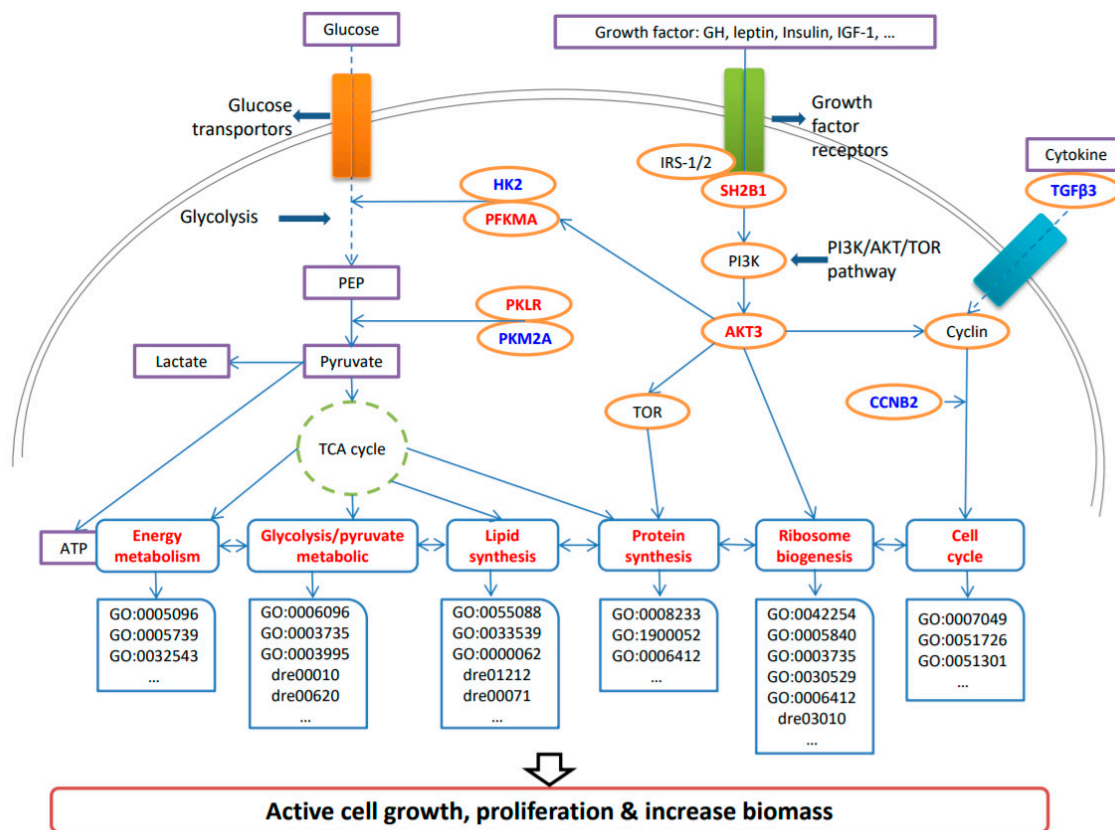 Glucose
Growth factor: GH, leptin, Insulin, IGF-1, ...
Glucose
transportors
Growth
factor
receptors
IRS-1/2
Cytokine
HK2
SH2B1
TGFβ3
Glycolysis
PFKMA
PI3K
PI3K/AKT/TOR
pathway
PEP
PKLR
PKM2A
AKT3
Cyclin
Lactate
Pyruvate
TOR
CCNB2
TCA cycle
ATP
Energy
metabolism
Glycolysis/pyruvate
metabolic
Lipid
synthesis
Protein
synthesis
Ribosome
biogenesis
Cell
cycle
GO:0005096
GO:0005739
GO:0032543
...
GO:0006096
GO:0003735
GO:0003995
dre00010
dre00620
...
GO:0055088
GO:0033539
GO:0000062
dre01212
dre00071
...
GO:0008233
GO:1900052
GO:0006412
...
GO:0042254
GO:0005840
GO:0003735
GO:0030529
GO:0006412
dre03010
...
GO:0007049
GO:0051726
GO:0051301
...
Active cell growth, proliferation & increase biomass